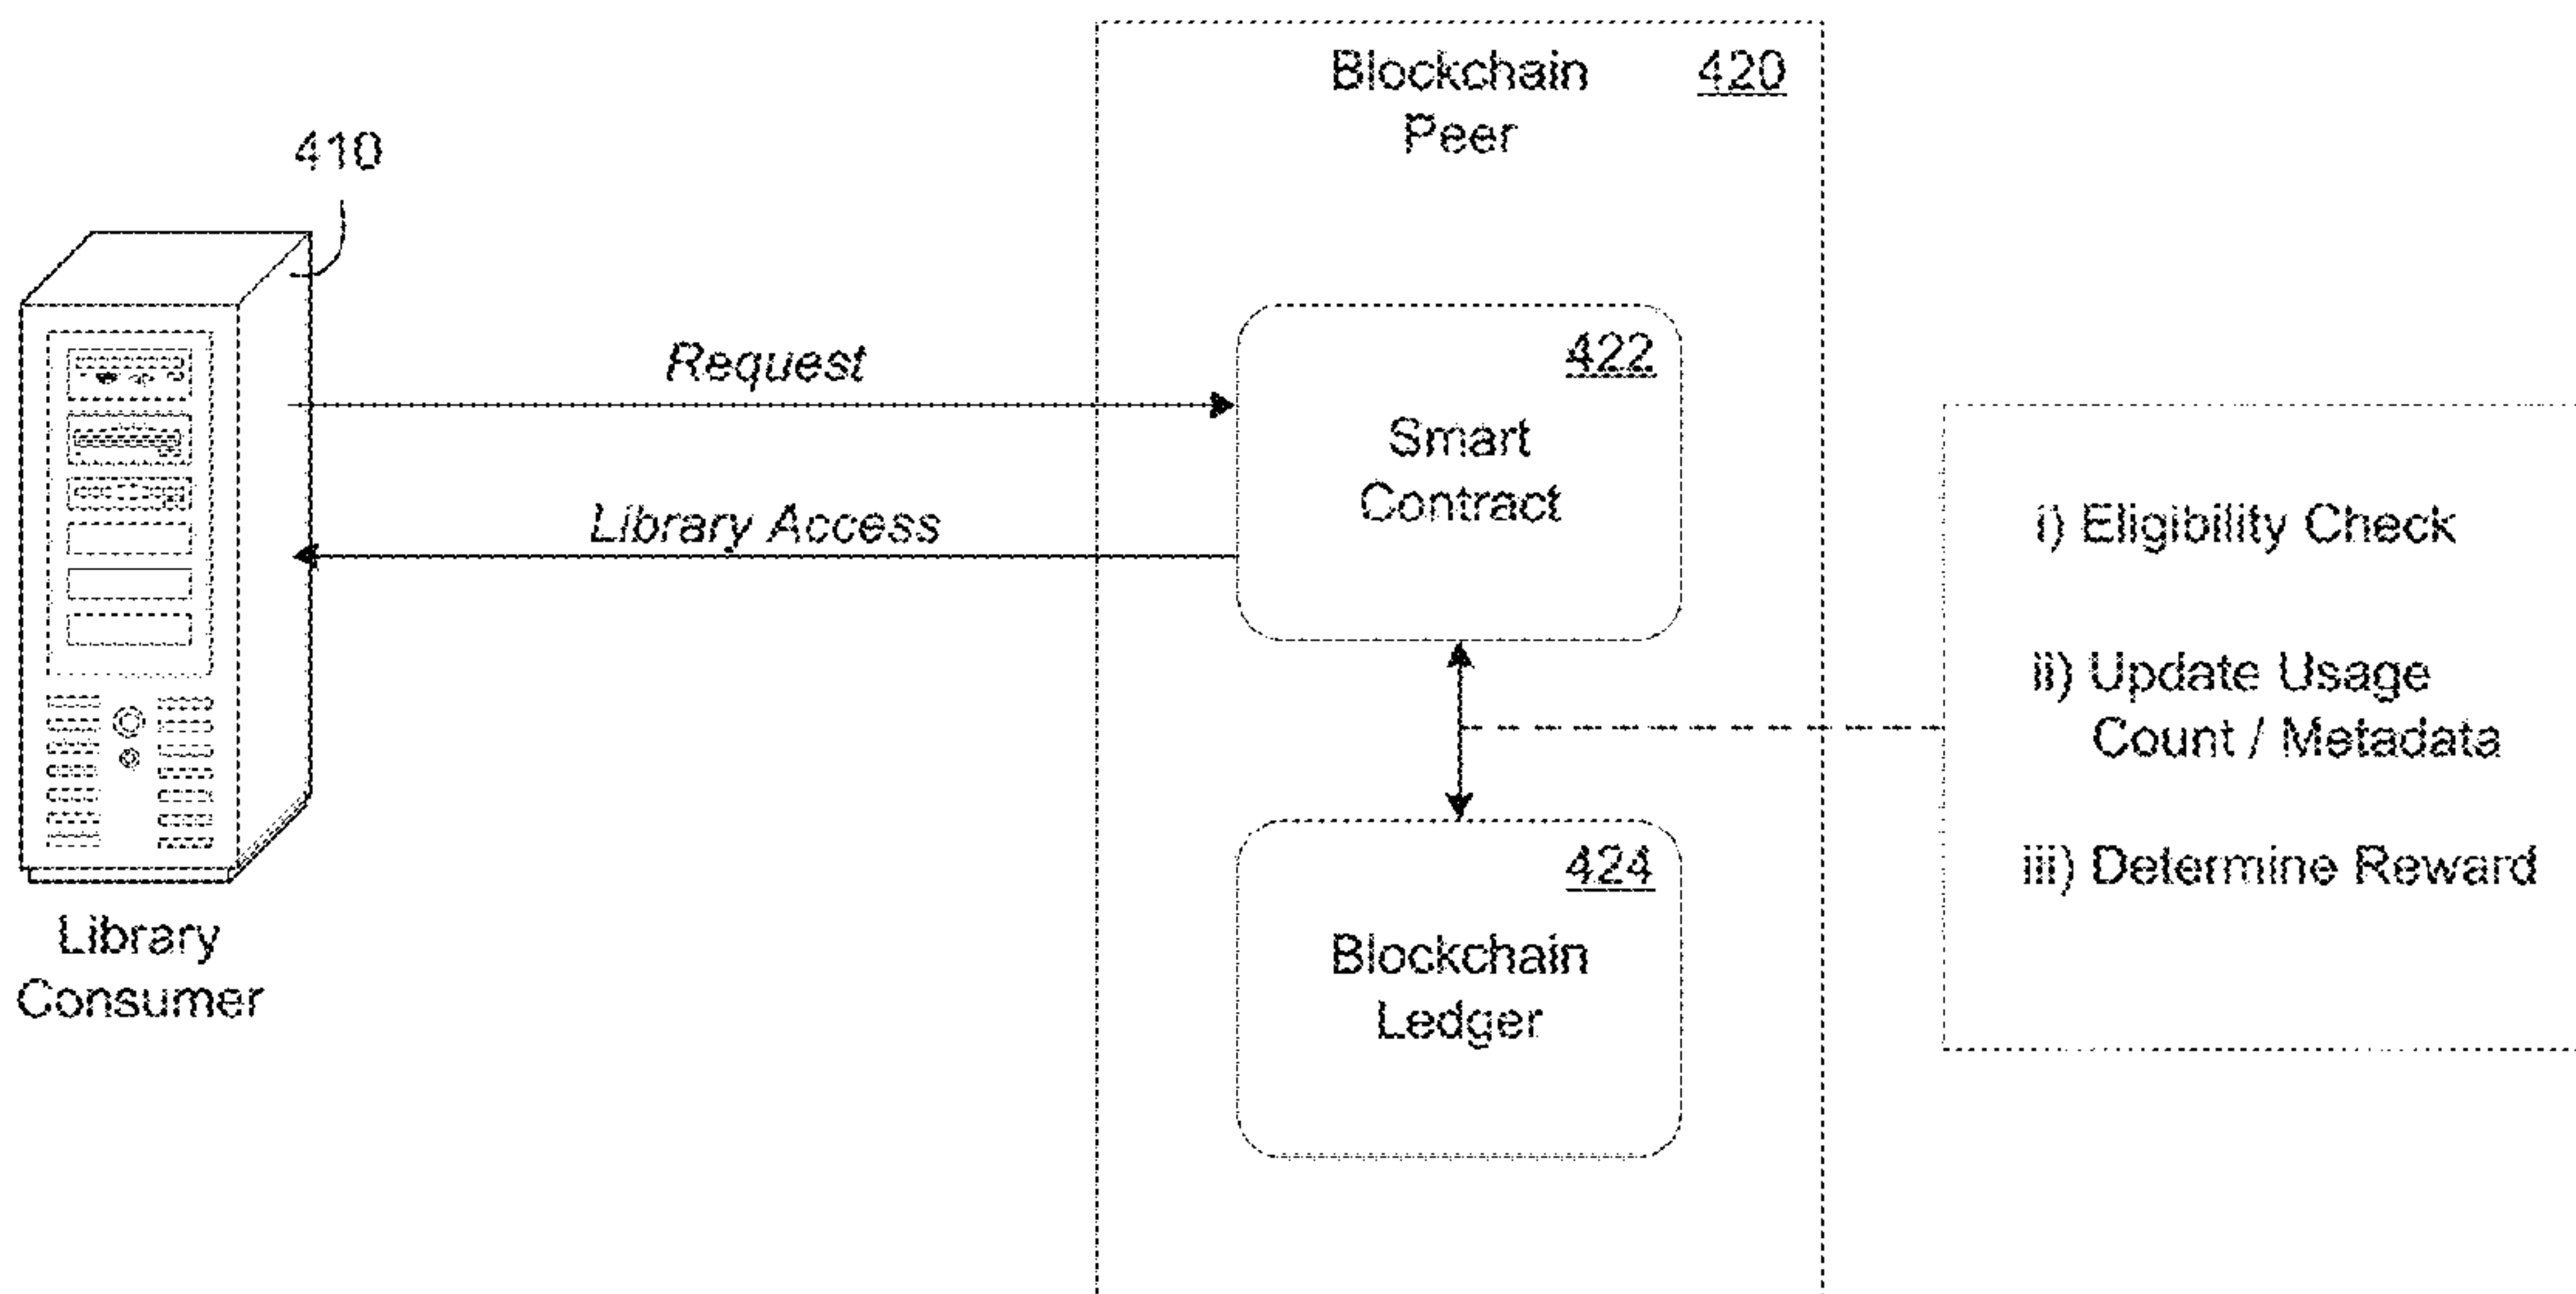 410
Library
Consumer
Request
Library Access
Blockchain 420
Peer
422
Smart
Contract
424
Blockchain
Ledger
i) Eligibility Check
ii) Update Usage
Count / Metadata
iii) Determine Reward